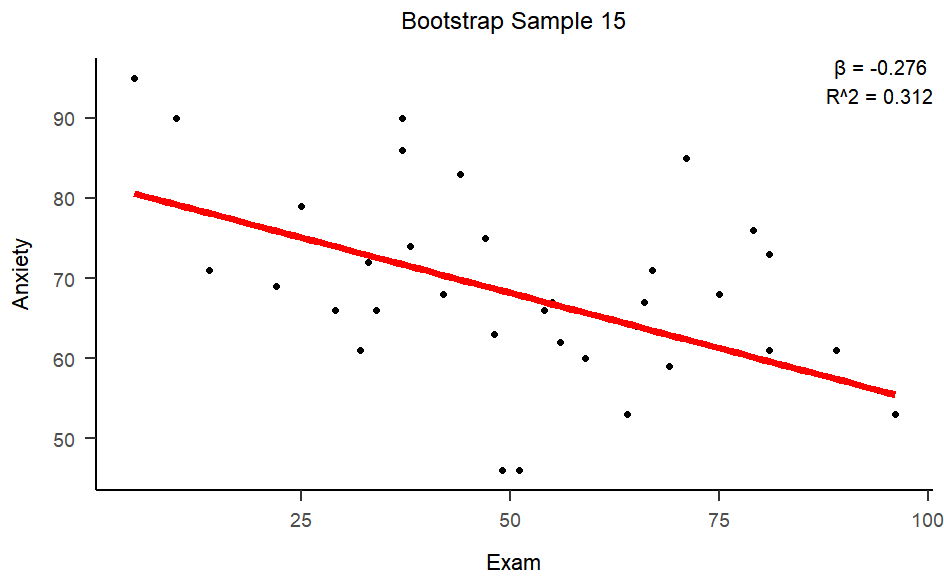 Bootstrap Sample 15
β = -0.276
R^2 = 0.312
90
80
70
60
50
Anxiety
25 50 75 100
Exam